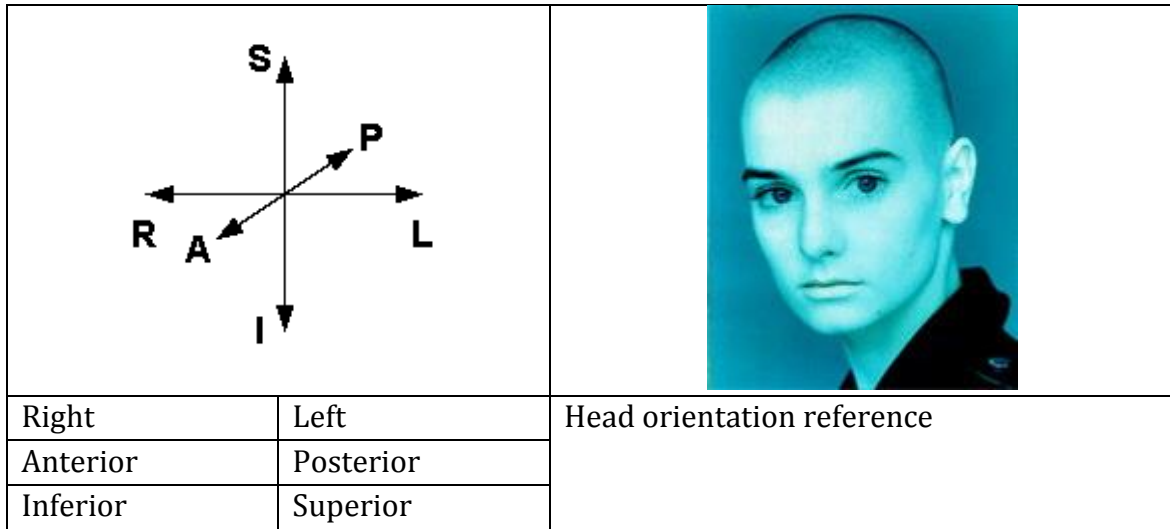 S
P
R
A
L
I
Right Left Head orientation reference
Anterior Posterior
Inferior Superior